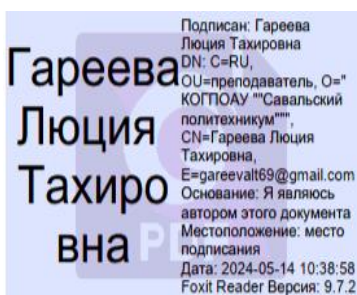 Гареева
Люция
Тахиро
вна
Подписан: Гареева
Люция Тахировна
DN: C=RU,
OU=преподаватель, O="
КОГПОАУ ""Савальский
политехникум""",
CN=Гареева Люция
Тахировна,
E=gareevalt69@gmail.com
Основание: Я являюсь
автором этого документа
Местоположение: место
подписания
Дата: 2024-05-14 10:38:58
Foxit Reader Версия: 9.7.2
PD